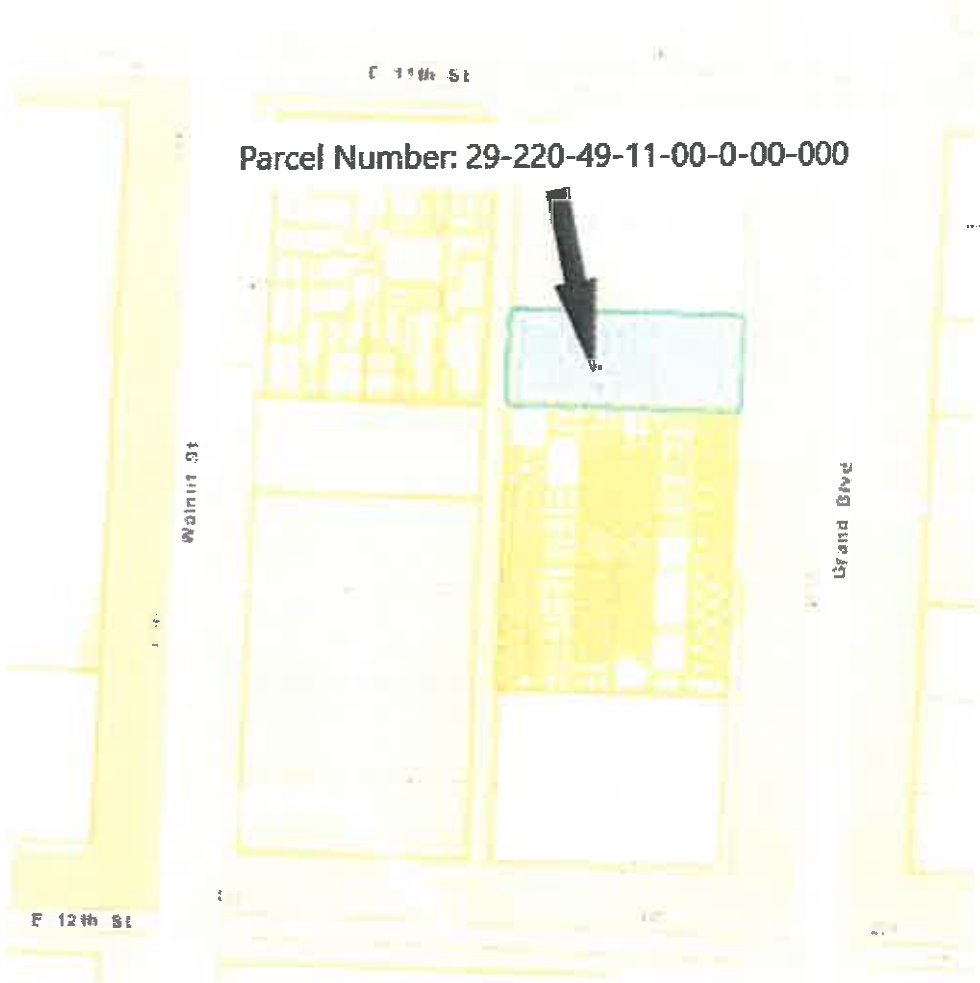 E 11th St
Parcel Number: 29-220-49-11-00-0-00-000
Walnut St
Grand Blvd
E 12th St